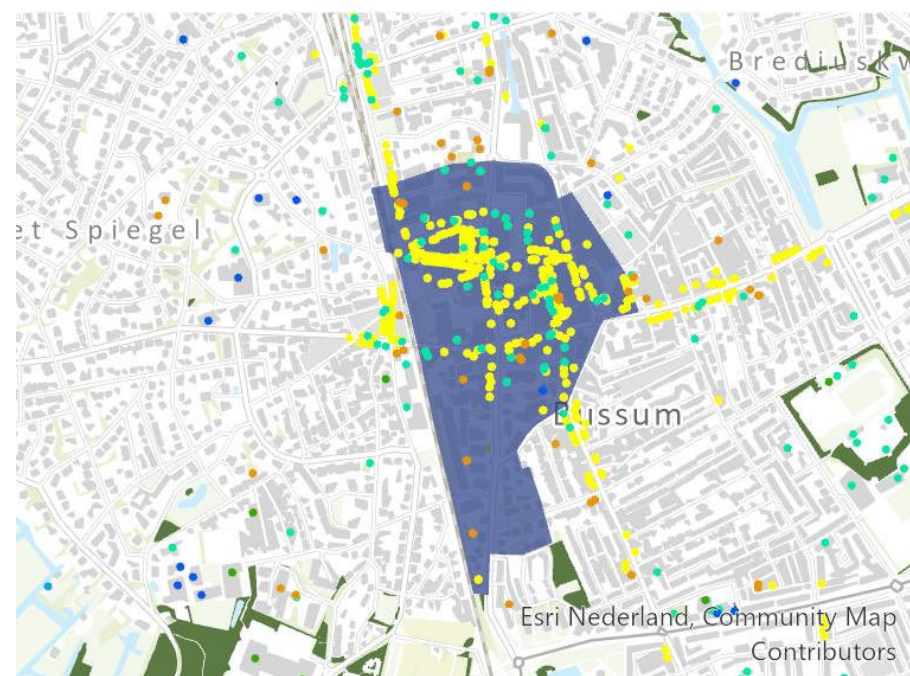 Brediuskw
et Spiegel
Bussum
Esri Nederland, Community Map
Contributors